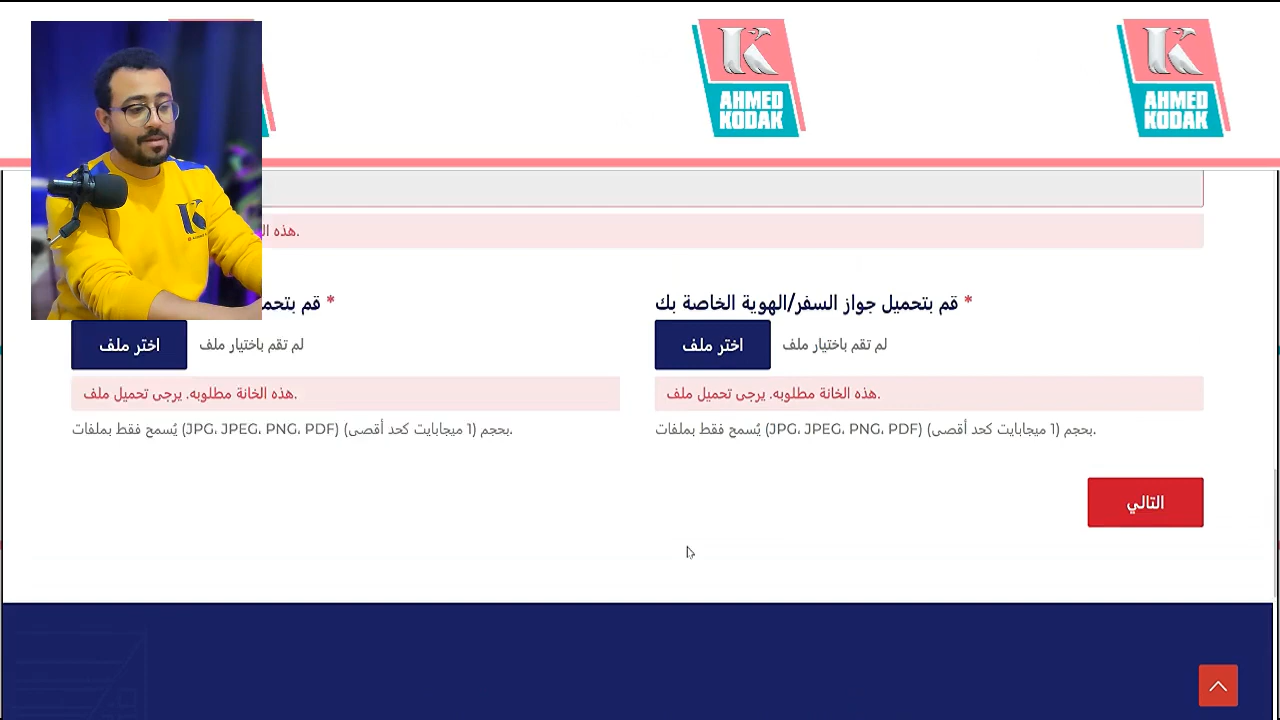 AHMED
KODAK
AHMED
KODAK
هذه
* قم بتحميل جواز السفر/الهوية الخاصة بك
* قم بتحميل
اختر ملف
لم تقم باختيار ملف
اختر ملف
لم تقم باختيار ملف
هذه الخانة مطلوبه. يرجى تحميل ملف.
هذه الخانة مطلوبه. يرجى تحميل ملف.
يُسمح فقط بملفات (JPG، JPEG، PNG، PDF) بحجم (1 ميجابايت كحد أقصى).
يُسمح فقط بملفات (JPG، JPEG، PNG، PDF) بحجم (1 ميجابايت كحد أقصى).
التالي